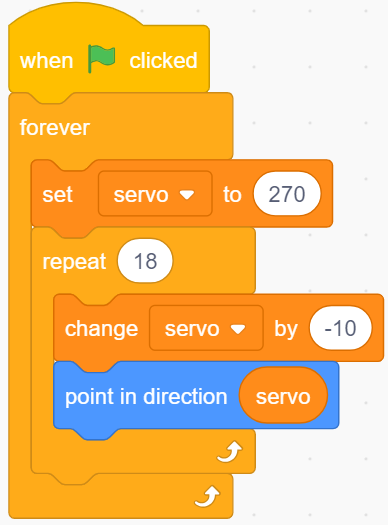 when clicked
forever
set servo to 270
repeat 18
change servo by -10
point in direction servo